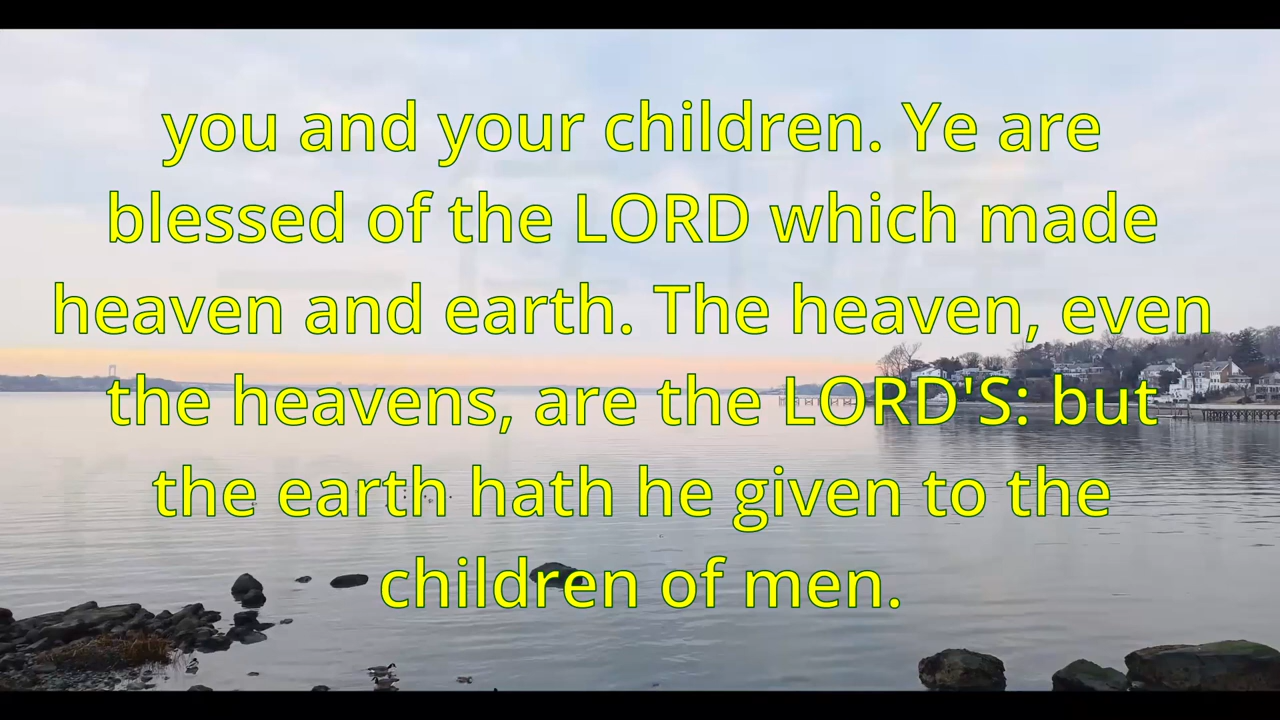 you and your children. Ye are
blessed of the LORD which made
heaven and earth. The heaven, even
the heavens, are the LORD'S: but
the earth hath he given to the
children of men.